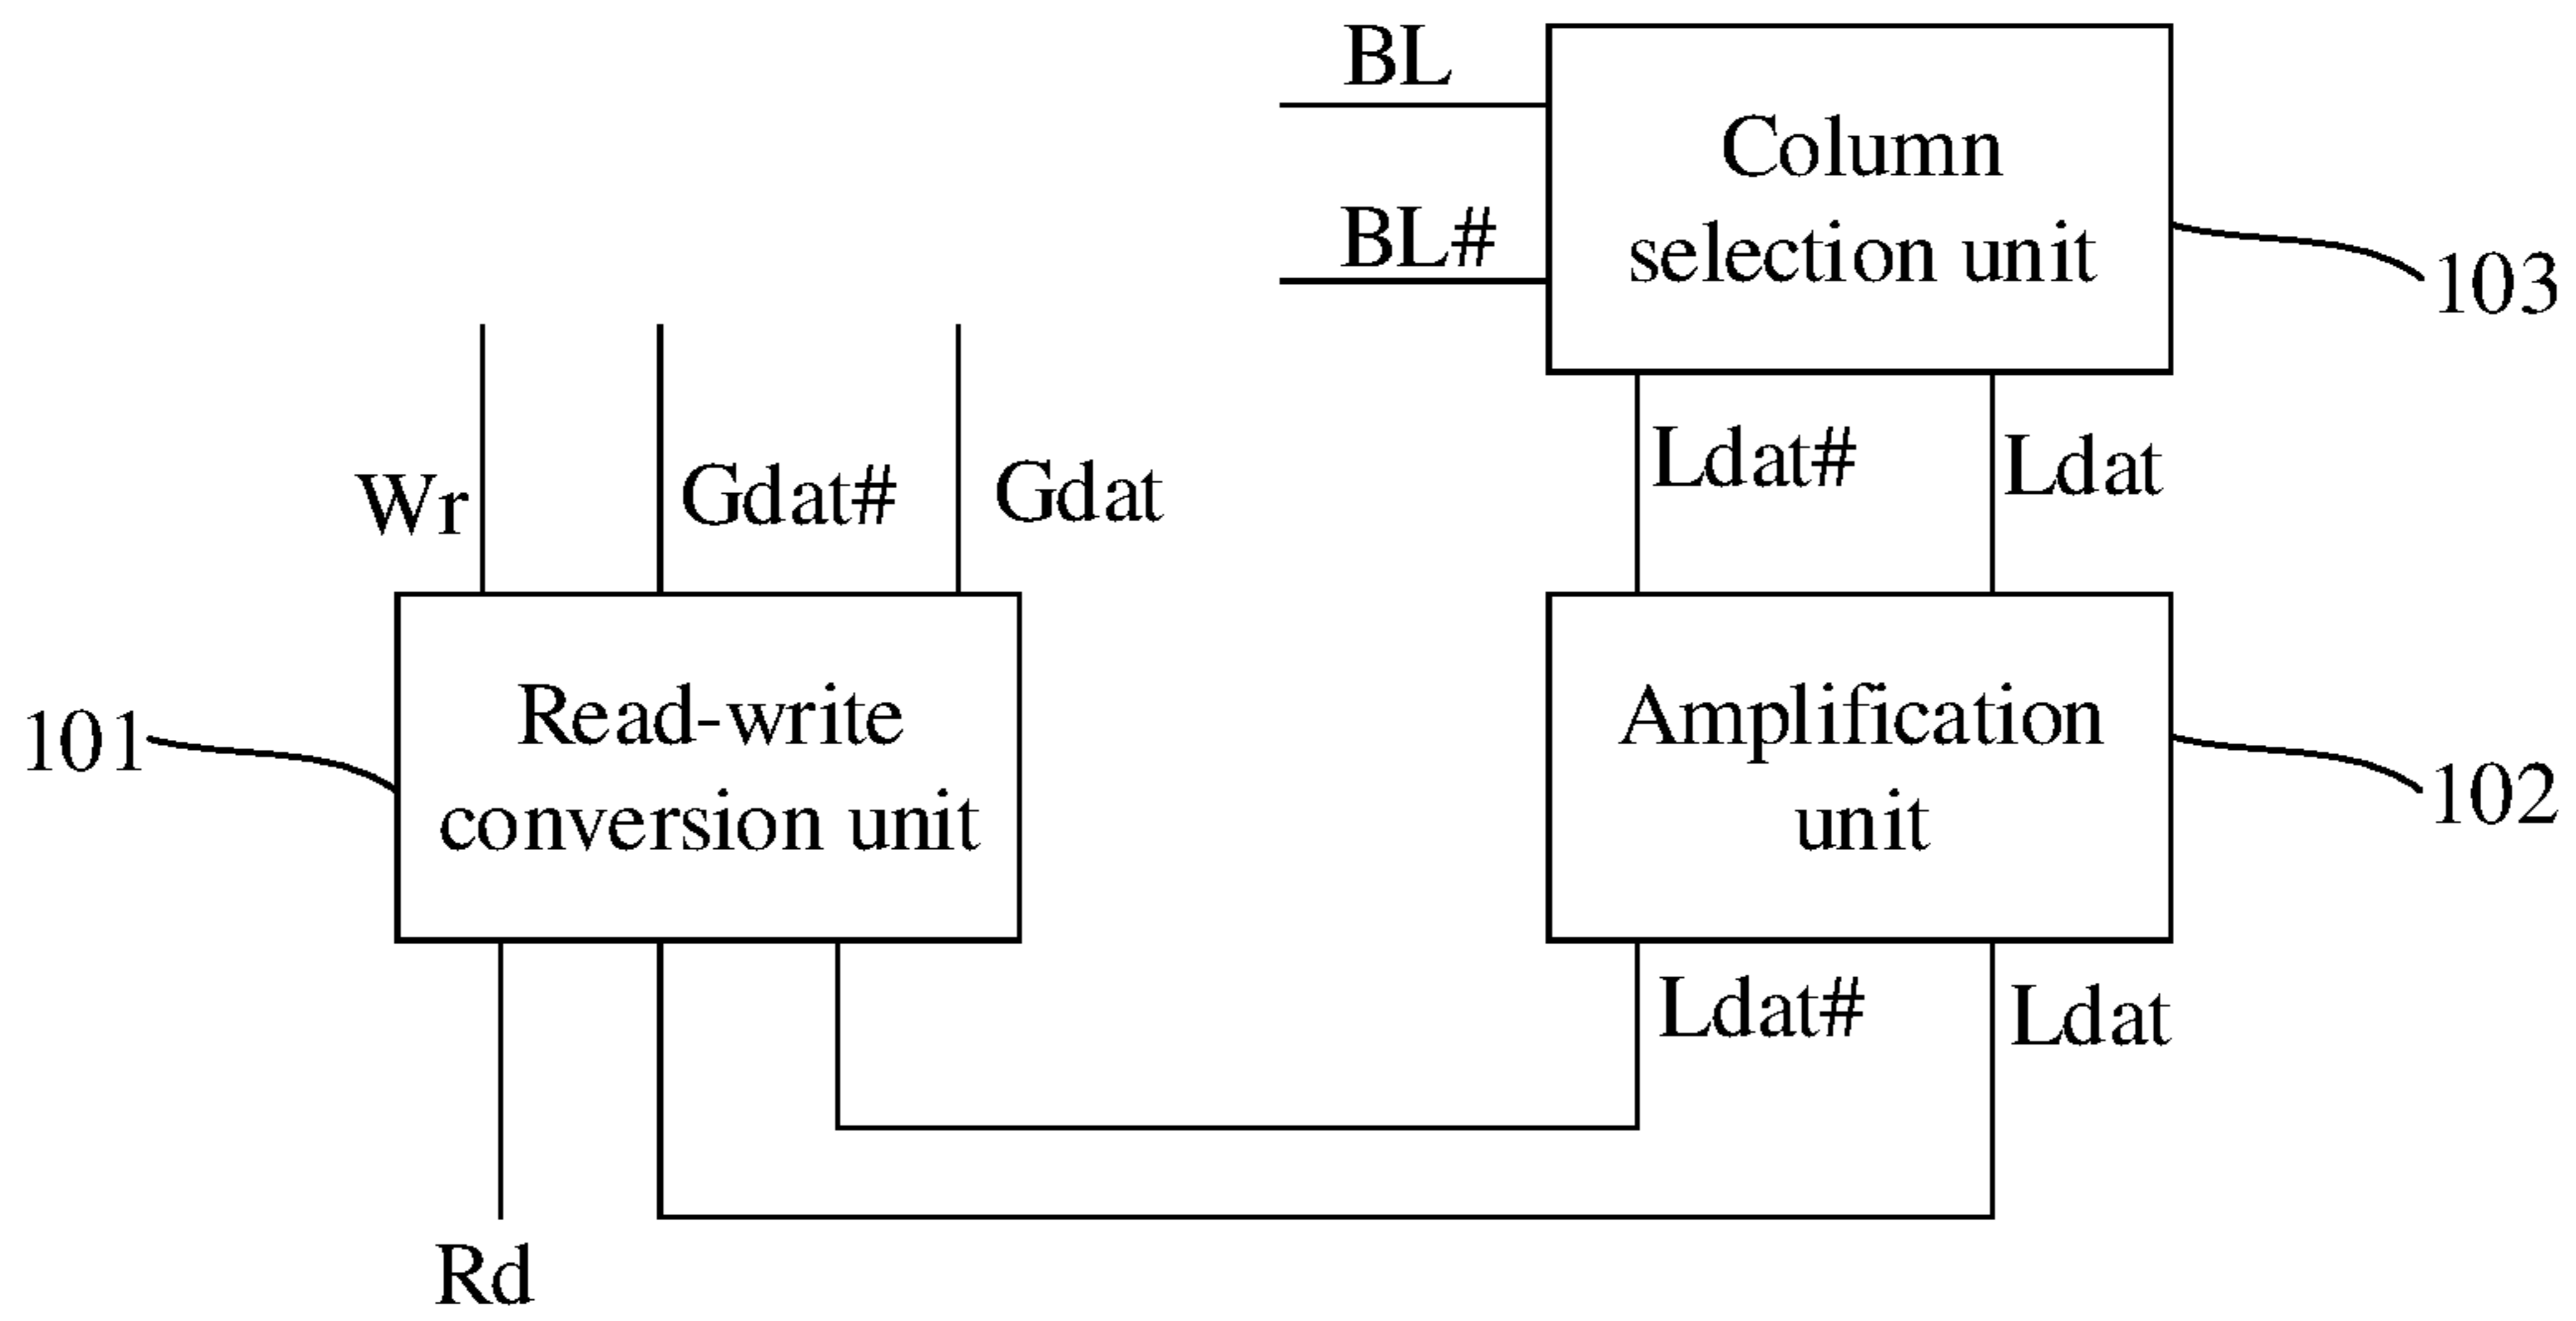 BL
Column
selection unit
BL#
103
Wr
Gdat#
Gdat
Ldat#
Ldat
101
Read-write
conversion unit
Amplification
unit
102
Ldat#
Ldat
Rd